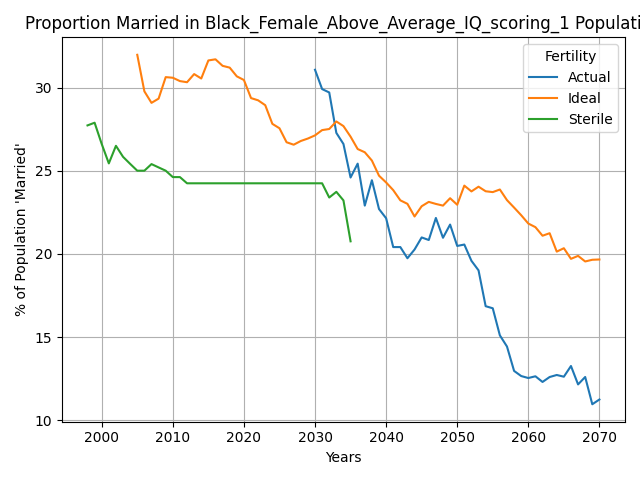 Proportion Married in Black_Female_Above_Average_IQ_scoring_1 Populati
Fertility
Actual
Ideal
Sterile
% of Population 'Married'
30
25
20
15
10
2000 2010 2020 2030 2040 2050 2060 2070
Years